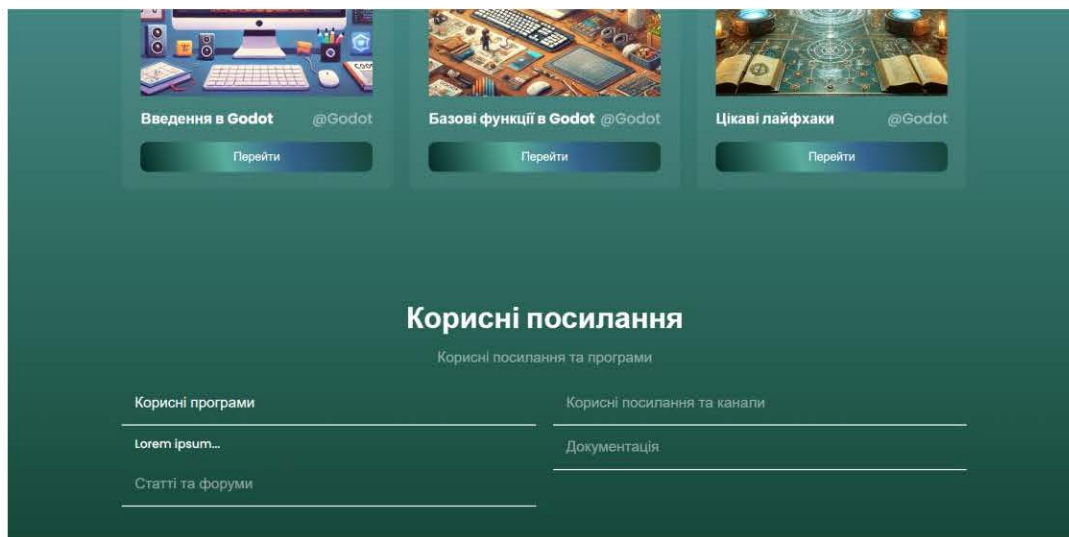 Введення в Godot @Godot
Базові функції в Godot @Godot
Цікаві лайфхаки @Godot
Перейти
Перейти
Перейти
Корисні посилання
Корисні посилання та програми
Корисні програми
Lorem ipsum...
Статті та форуми
Корисні посилання та канали
Документація